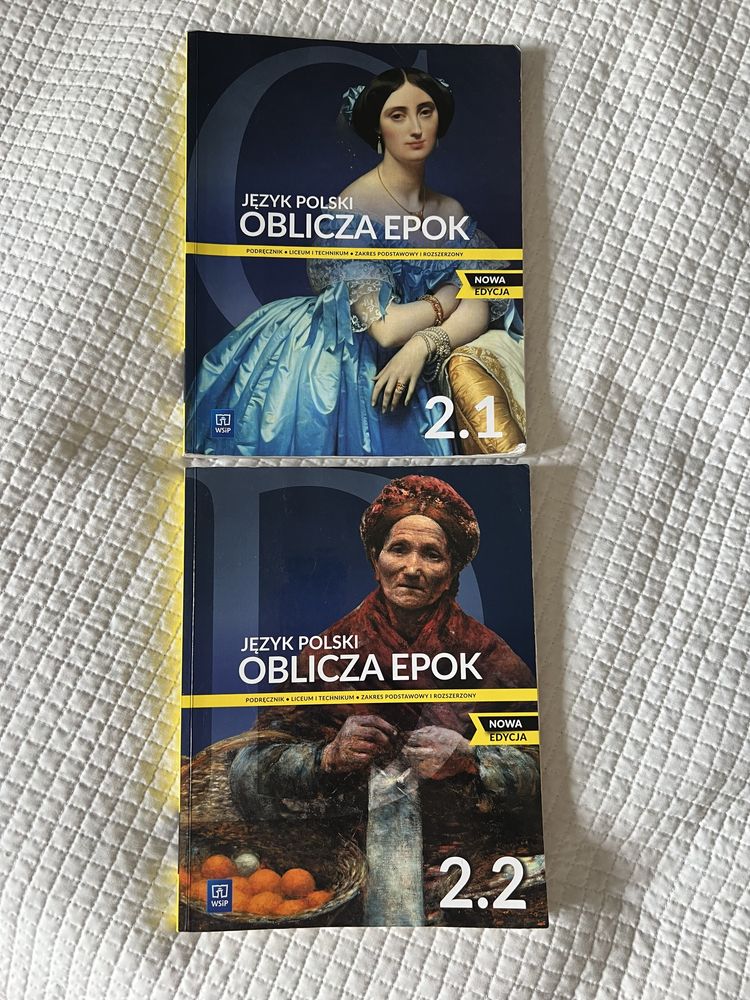 JĘZYK POLSKI
OBLICZA EPOK
PODRĘCZNIK • LICEUM I TECHNIKUM • ZAKRES PODSTAWOWY I ROZSZERZONY
NOWA
EDYCJA
WSiP
2.1
JĘZYK POLSKI
OBLICZA EPOK
PODRĘCZNIK • LICEUM I TECHNIKUM • ZAKRES PODSTAWOWY I ROZSZERZONY
NOWA
EDYCJA
WSiP
2.2